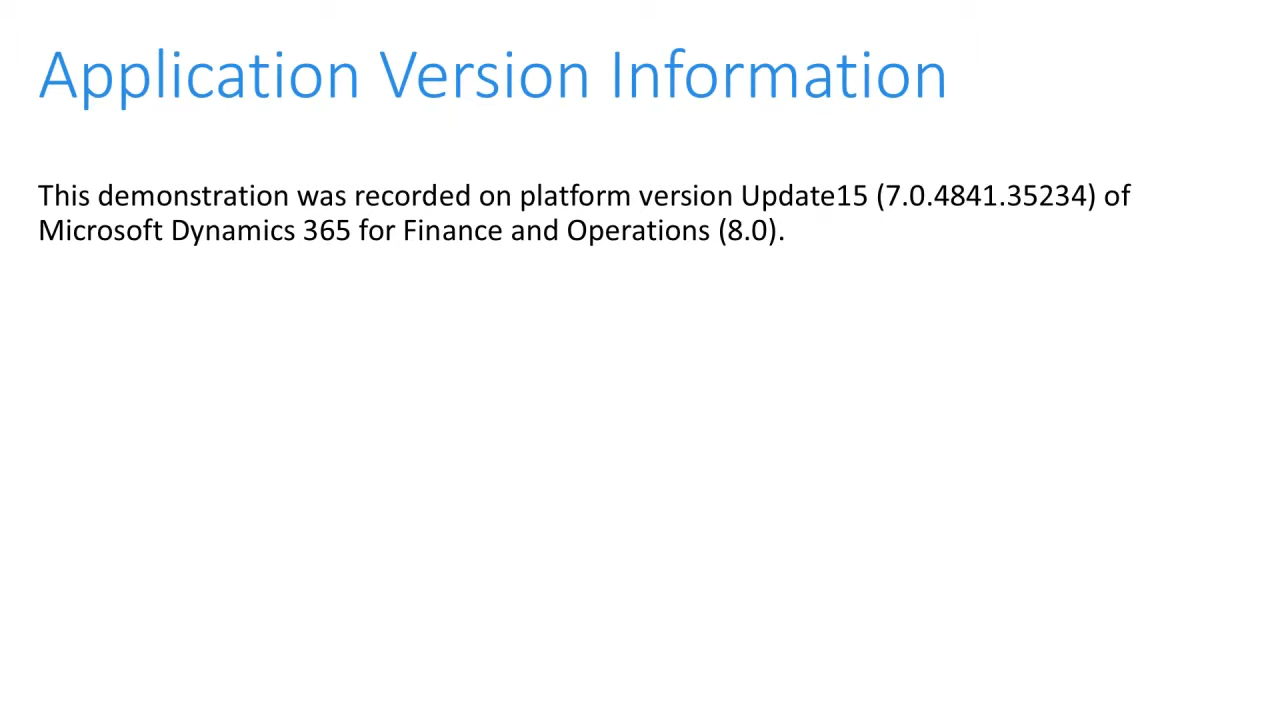 Application Version Information
This demonstration was recorded on platform version Update15 (7.0.4841.35234) of
Microsoft Dynamics 365 for Finance and Operations (8.0).